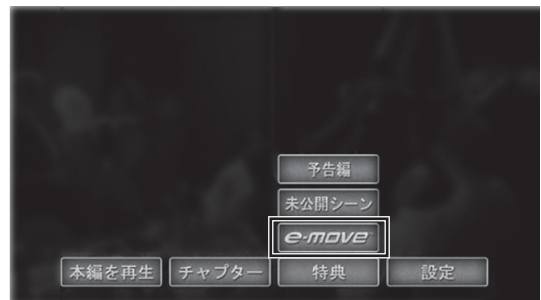 予告編
未公開シーン
e-move
本編を再生 チャプター 特典 設定